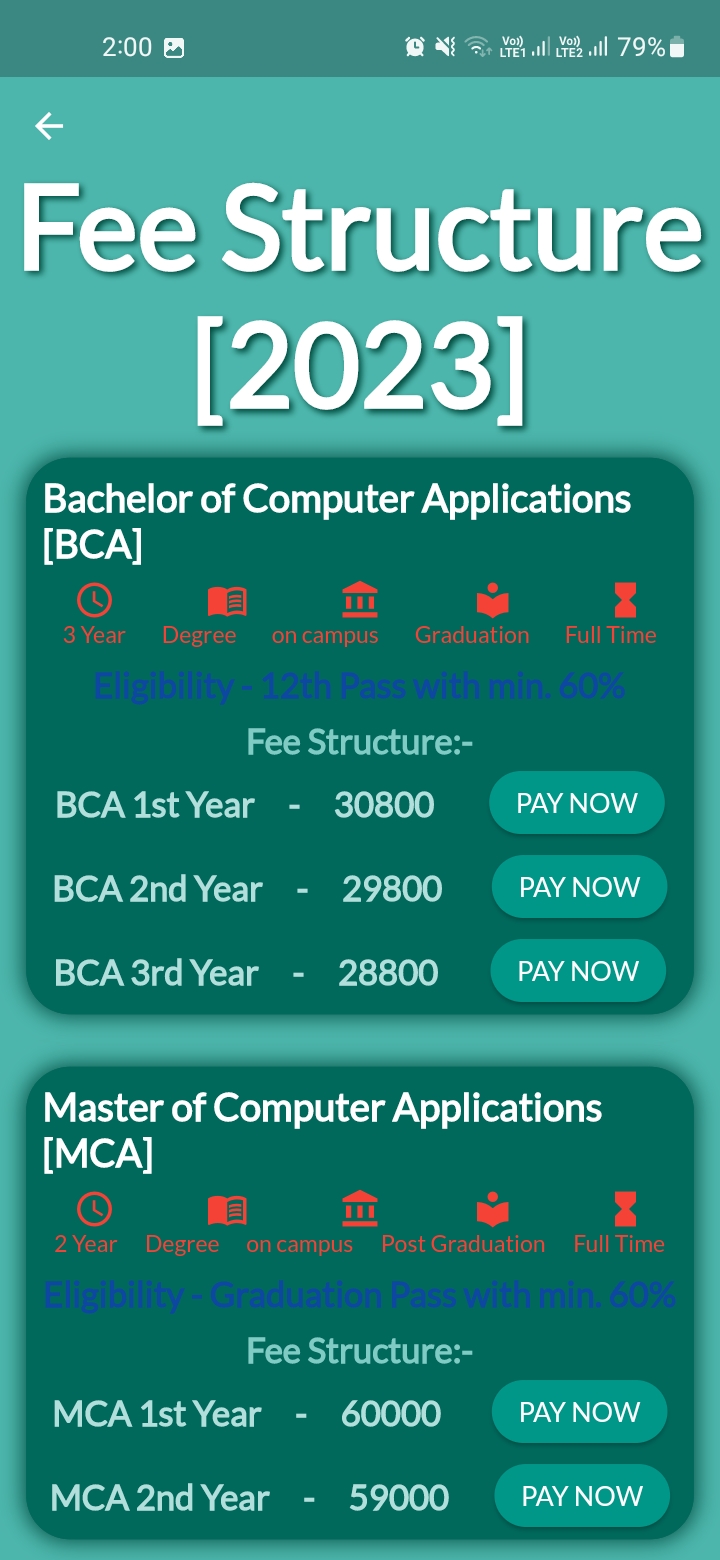 2:00 Vo)) LTE1 Vo)) LTE2 79%
Fee Structure
[2023]
Bachelor of Computer Applications
[BCA]
3 Year Degree on campus Graduation Full Time
Eligibility - 12th Pass with min. 60%
Fee Structure:-
BCA 1st Year - 30800 PAY NOW
BCA 2nd Year - 29800 PAY NOW
BCA 3rd Year - 28800 PAY NOW
Master of Computer Applications
[MCA]
2 Year Degree on campus Post Graduation Full Time
Eligibility - Graduation Pass with min. 60%
Fee Structure:-
MCA 1st Year - 60000 PAY NOW
MCA 2nd Year - 59000 PAY NOW